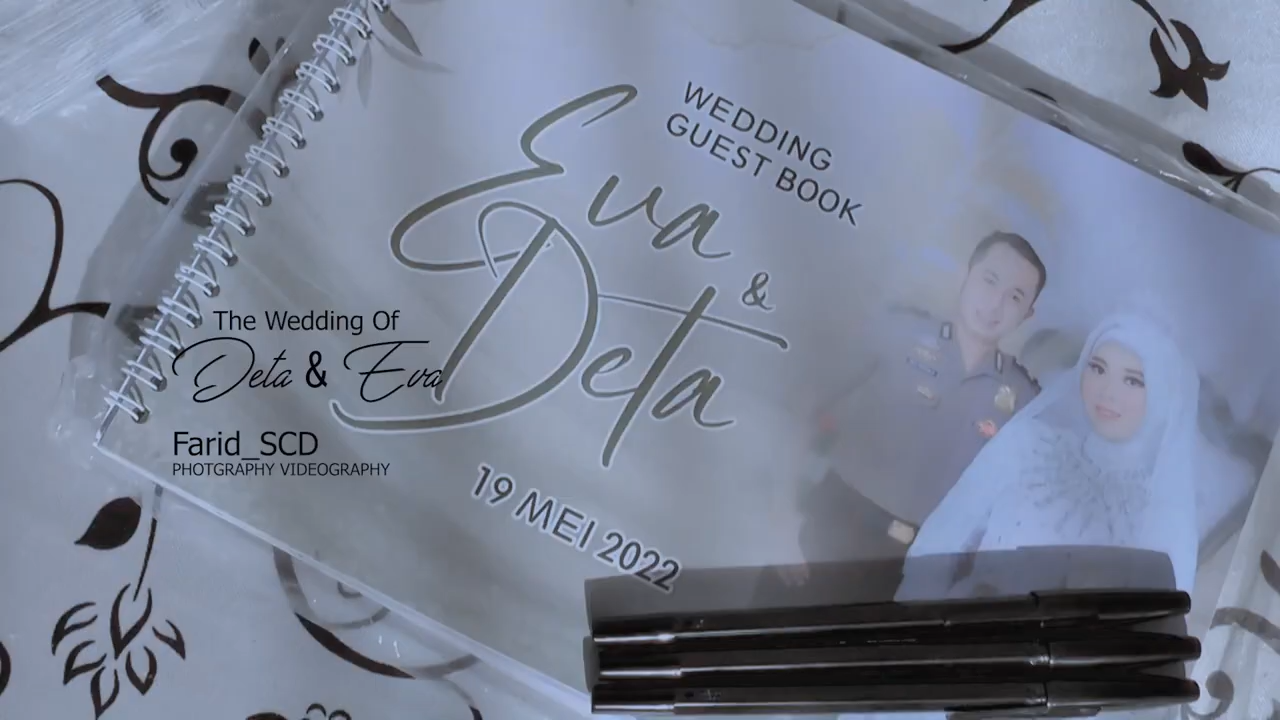 WEDDING
GUEST BOOK
Eva
&
Deta
19 MEI 2022
The Wedding Of
Deta & Eva
Farid_SCD
PHOTGRAPHY VIDEOGRAPHY